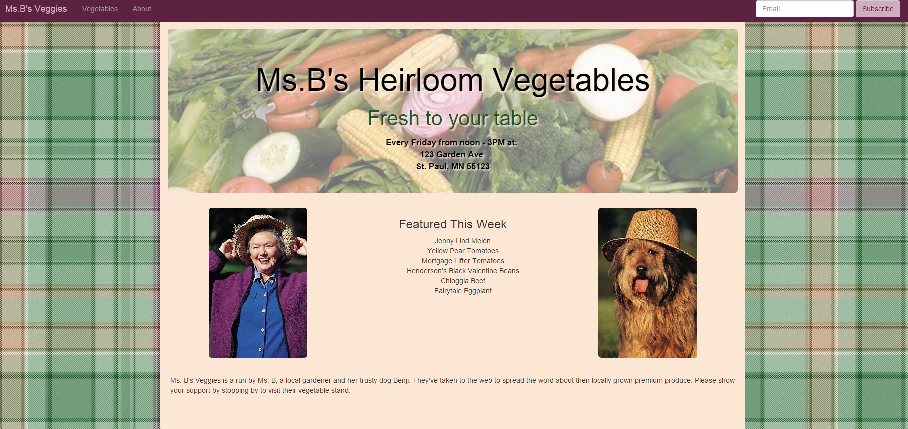 Ms.B's Veggies Vegetables About Email Subscribe
Ms.B's Heirloom Vegetables
Fresh to your table
Every Friday from noon - 3PM at:
123 Garden Ave
St. Paul, MN 55123
Featured This Week
Jenny Lind Melon
Yellow Pear Tomatoes
Mortgage Lifter Tomatoes
Henderson's Black Valentine Beans
Chioggia Beet
Fairytale Eggplant
Ms. B's Veggies is a run by Ms. B, a local gardener and her trusty dog Benji. They've taken to the web to spread the word about their locally grown premium produce. Please show
your support by stopping by to visit their vegetable stand.